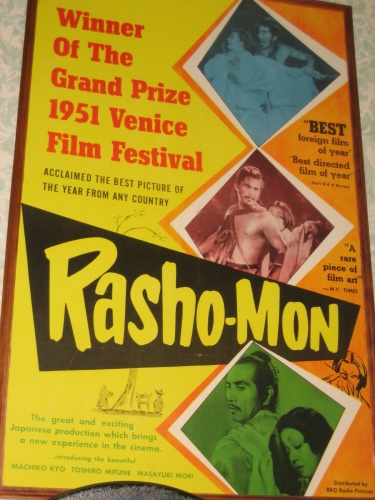 Winner
Of The
Grand Prize
1951 Venice
Film Festival
ACCLAIMED THE BEST PICTURE OF
THE YEAR FROM ANY COUNTRY
"BEST
foreign film
of year"
"Best directed
film of year"
"A
rare
piece of
film art"
— N.Y. TIMES
RASHO-MON
The great and exciting
Japanese production which brings
a new experience in the cinema.
...introducing the beautiful
MACHIKO KYO TOSHIRO MIFUNE MASAYUKI MORI
Distributed by
RKO Radio Pictures